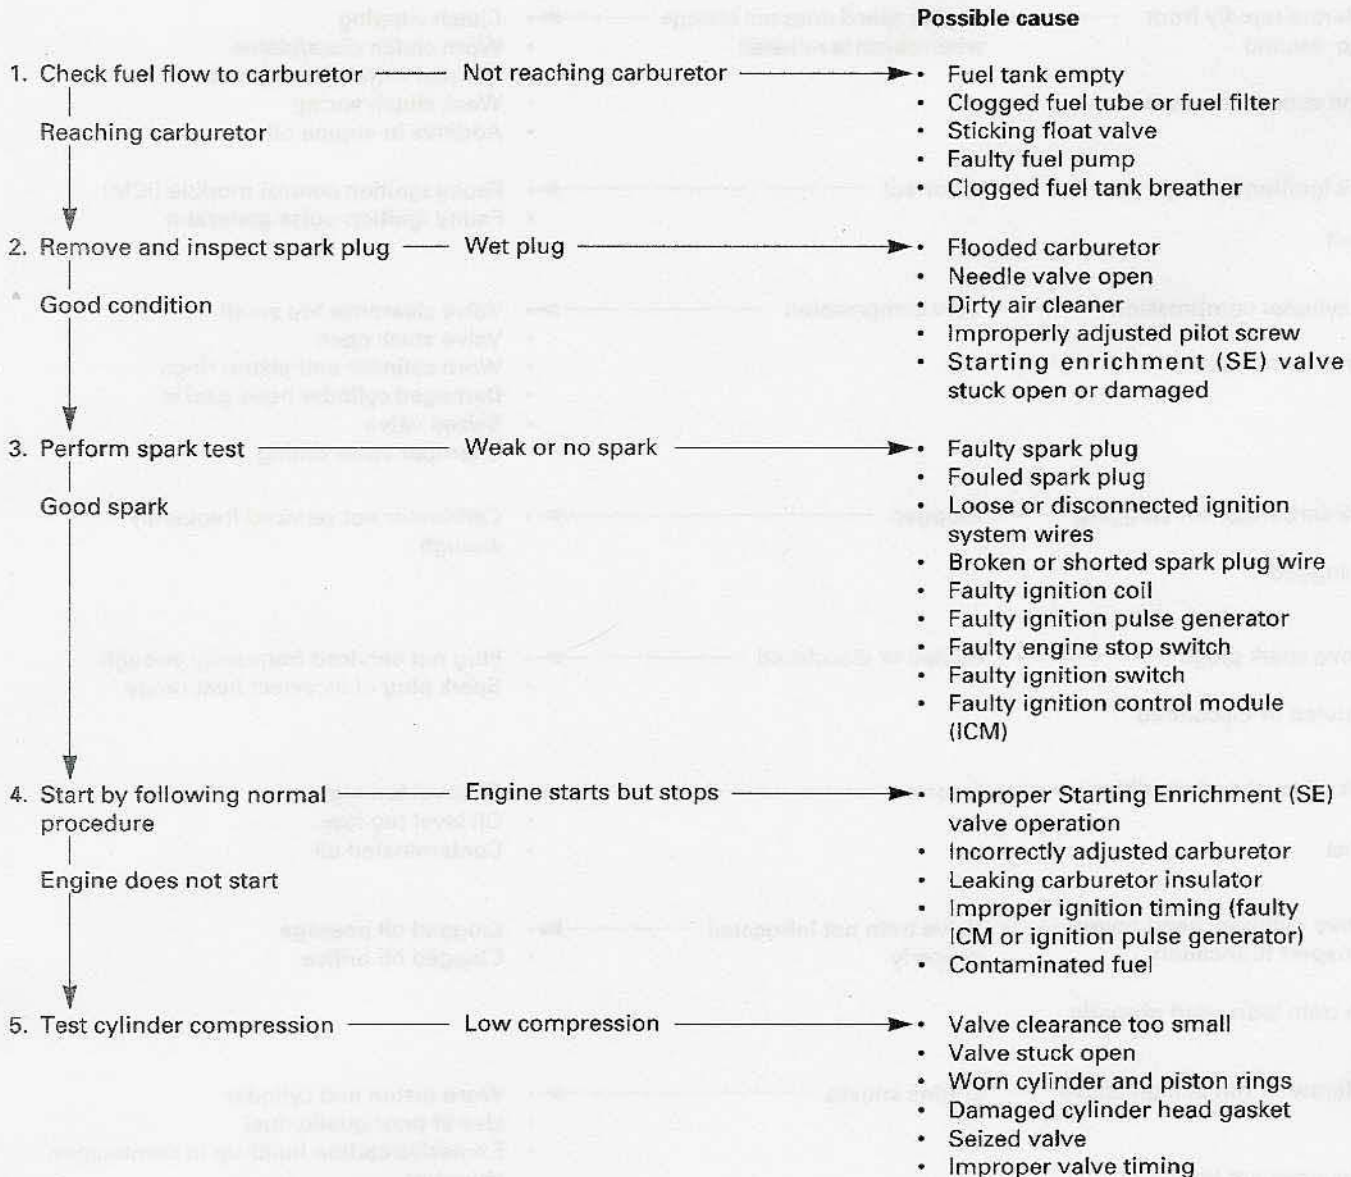 Possible cause
1. Check fuel flow to carburetor Not reaching carburetor • Fuel tank empty
• Clogged fuel tube or fuel filter
Reaching carburetor • Sticking float valve
• Faulty fuel pump
• Clogged fuel tank breather
2. Remove and inspect spark plug Wet plug • Flooded carburetor
• Needle valve open
Good condition • Dirty air cleaner
• Improperly adjusted pilot screw
• Starting enrichment (SE) valve
stuck open or damaged
3. Perform spark test Weak or no spark • Faulty spark plug
• Fouled spark plug
Good spark • Loose or disconnected ignition
system wires
• Broken or shorted spark plug wire
• Faulty ignition coil
• Faulty ignition pulse generator
• Faulty engine stop switch
• Faulty ignition switch
• Faulty ignition control module
(ICM)
4. Start by following normal Engine starts but stops • Improper Starting Enrichment (SE)
procedure valve operation
• Incorrectly adjusted carburetor
Engine does not start • Leaking carburetor insulator
• Improper ignition timing (faulty
ICM or ignition pulse generator)
• Contaminated fuel
5. Test cylinder compression Low compression • Valve clearance too small
• Valve stuck open
• Worn cylinder and piston rings
• Damaged cylinder head gasket
• Seized valve
• Improper valve timing